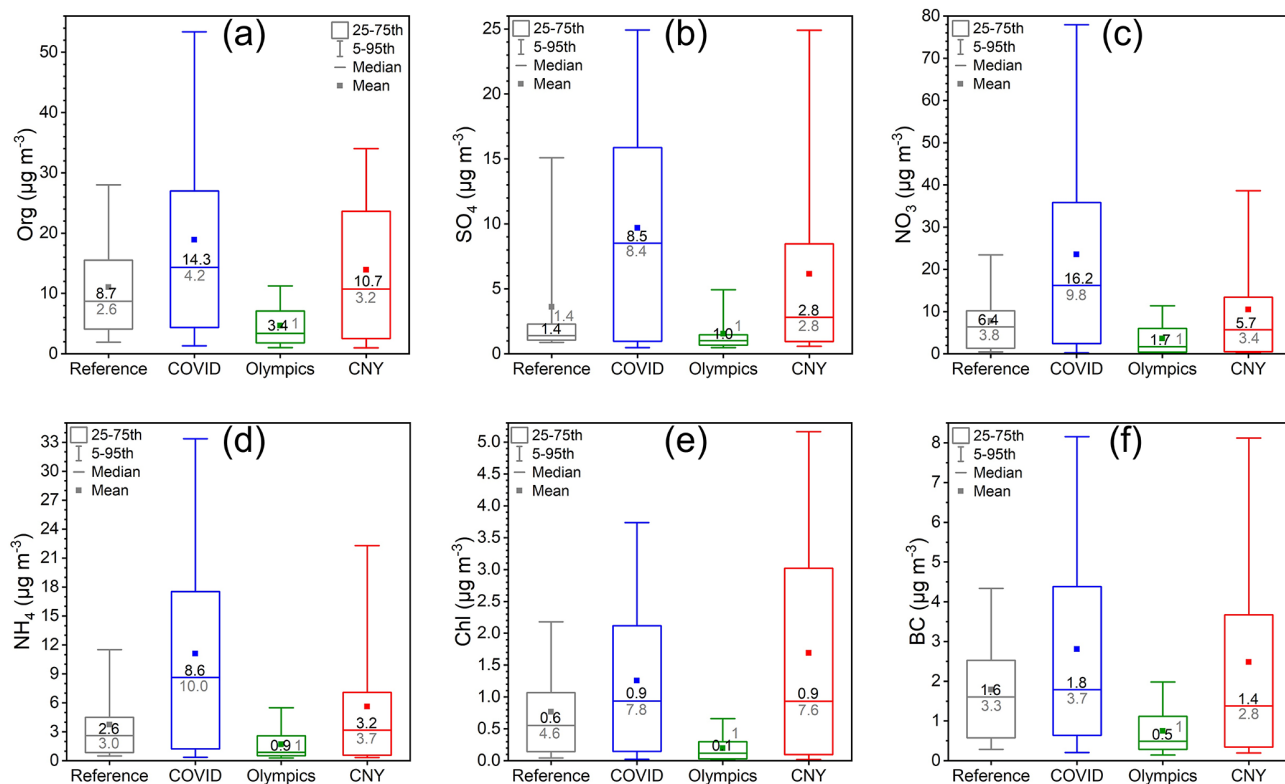 (a)
25-75th
5-95th
Median
Mean
Org (µg m⁻³)
50
40
30
20
10
0
8.7
2.6
14.3
4.2
3.4 1
10.7
3.2
Reference COVID Olympics CNY
(b)
25-75th
5-95th
Median
Mean
SO₄ (µg m⁻³)
25
20
15
10
5
0
1.4
1.4
8.5
8.4
1
1.0
2.8
2.8
Reference COVID Olympics CNY
(c)
25-75th
5-95th
Median
Mean
NO₃ (µg m⁻³)
80
70
60
50
40
30
20
10
0
6.4
3.8
16.2
9.8
1.7 1
5.7
3.4
Reference COVID Olympics CNY
(d)
25-75th
5-95th
Median
Mean
NH₄ (µg m⁻³)
33
30
27
24
21
18
15
12
9
6
3
0
2.6
3.0
8.6
10.0
0.9 1
3.2
3.7
Reference COVID Olympics CNY
(e)
25-75th
5-95th
Median
Mean
Chl (µg m⁻³)
5.0
4.5
4.0
3.5
3.0
2.5
2.0
1.5
1.0
0.5
0.0
0.6
4.6
0.9
7.8
1
0.1
0.9
7.6
Reference COVID Olympics CNY
(f)
25-75th
5-95th
Median
Mean
BC (µg m⁻³)
8
7
6
5
4
3
2
1
0
1.6
3.3
1.8
3.7
1
0.5
1.4
2.8
Reference COVID Olympics CNY